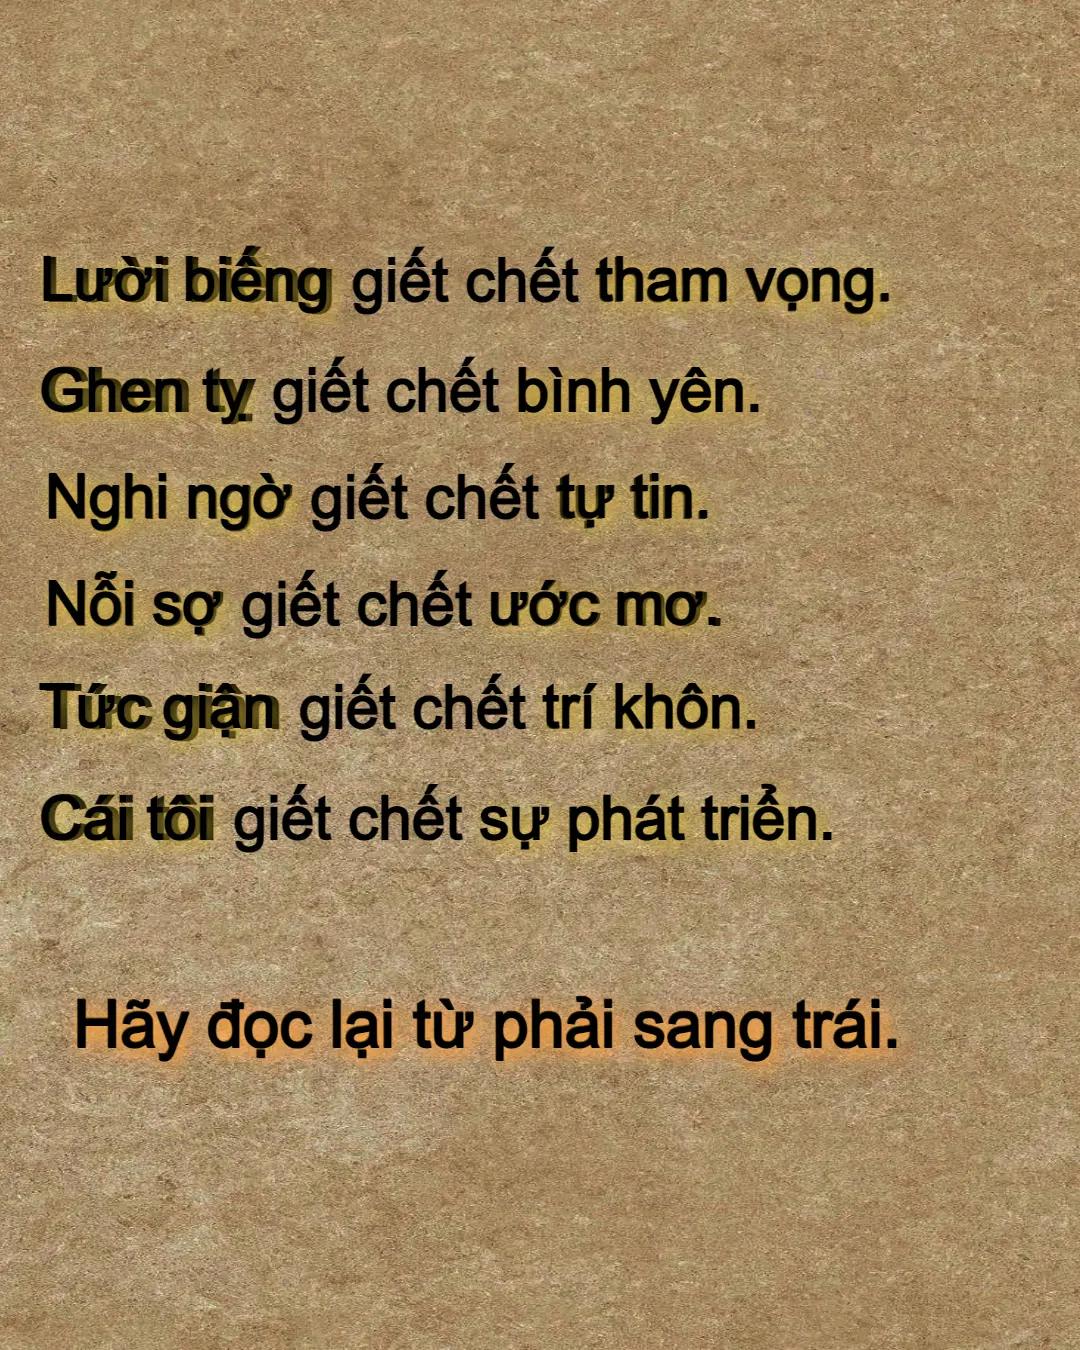 Lười biếng giết chết tham vọng.
Ghen tỵ giết chết bình yên.
Nghi ngờ giết chết tự tin.
Nỗi sợ giết chết ước mơ.
Tức giận giết chết trí khôn.
Cái tôi giết chết sự phát triển.
Hãy đọc lại từ phải sang trái.